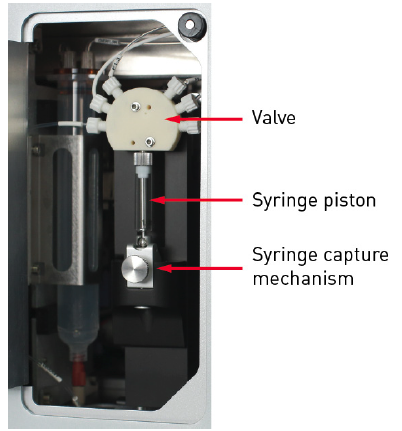 Valve
Syringe piston
Syringe capture
mechanism